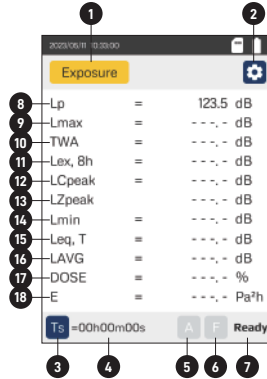 1
2
2023/05/11 10:33:00
Exposure
8 Lp = 123.5 dB
9 Lmax = ---.- dB
10 TWA = ---.- dB
11 Lex, 8h = ---.- dB
12 LCpeak = ---.- dB
13 LZpeak ---.- dB
14 Lmin = ---.- dB
15 Leq, T = ---.- dB
16 LAVG = ---.- dB
17 DOSE = ---.- %
18 E = ---.- Pa²h
Ts =00h00m00s A F Ready
3 4 5 6 7